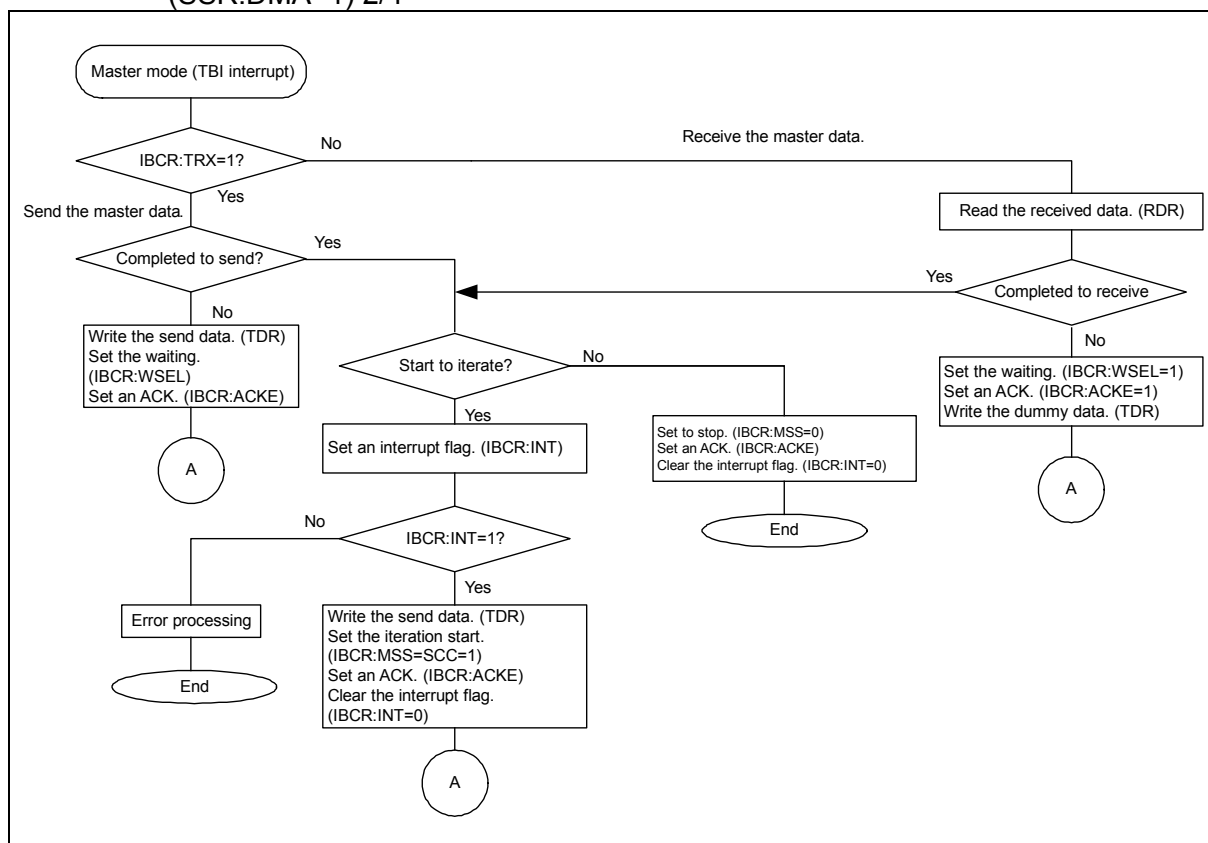 Master mode (TBI interrupt)
No
Receive the master data.
IBCR:TRX=1?
Yes
Send the master data.
Read the received data. (RDR)
Completed to send?
Yes
Yes
Completed to receive
No
Write the send data. (TDR)
Set the waiting.
(IBCR:WSEL)
Set an ACK. (IBCR:ACKE)
A
Start to iterate?
No
Yes
No
Set the waiting. (IBCR:WSEL=1)
Set an ACK. (IBCR:ACKE=1)
Write the dummy data. (TDR)
A
Set an interrupt flag. (IBCR:INT)
Set to stop. (IBCR:MSS=0)
Set an ACK. (IBCR:ACKE)
Clear the interrupt flag. (IBCR:INT=0)
End
No
IBCR:INT=1?
Yes
Error processing
End
Write the send data. (TDR)
Set the iteration start.
(IBCR:MSS=SCC=1)
Set an ACK. (IBCR:ACKE)
Clear the interrupt flag.
(IBCR:INT=0)
A